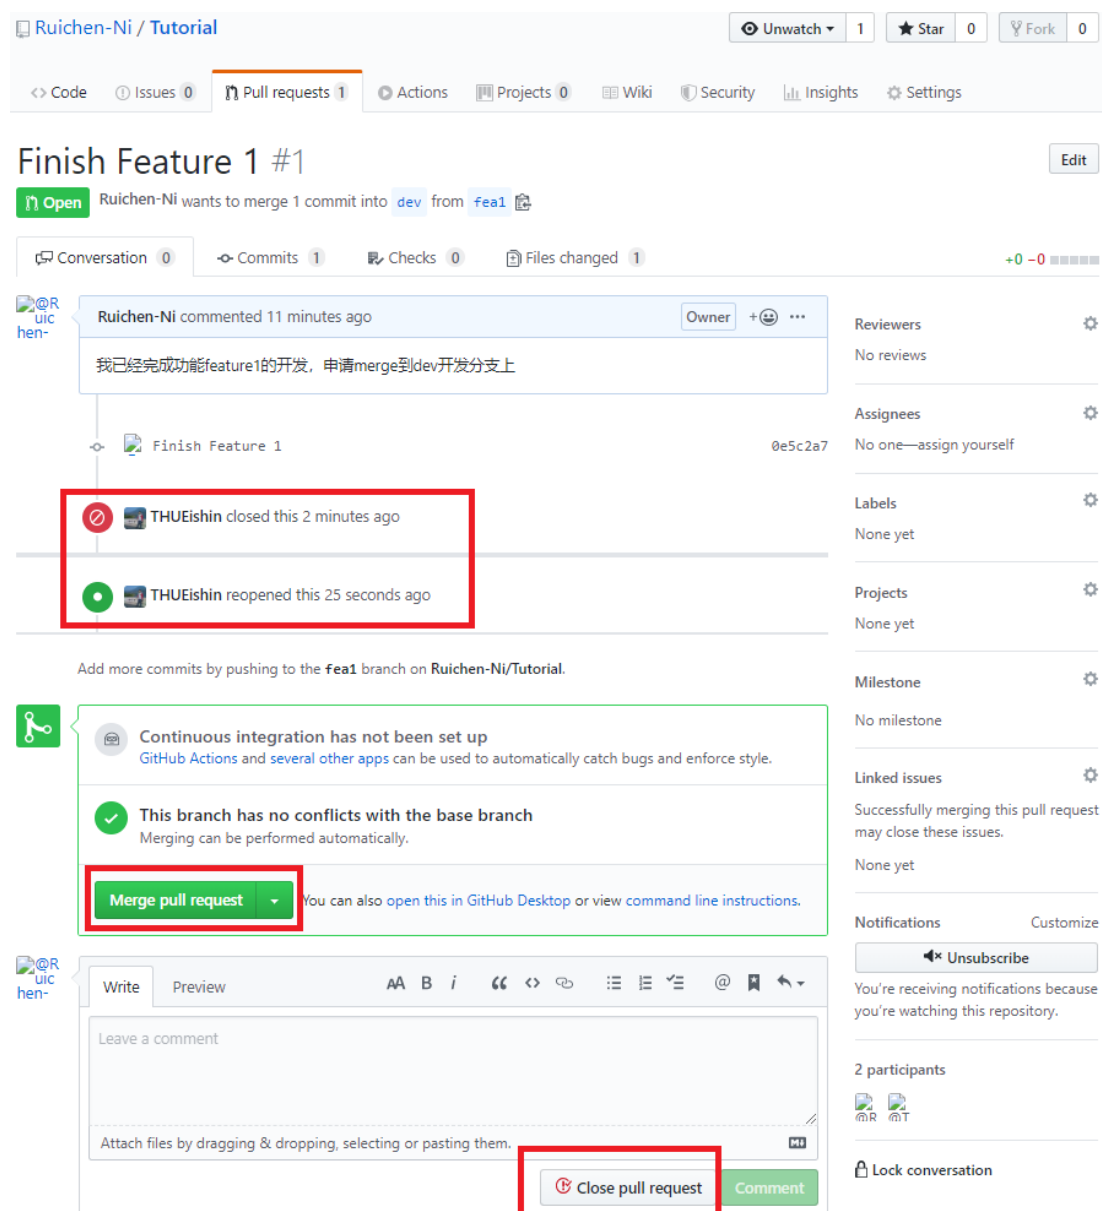 Ruichen-Ni / Tutorial
Unwatch 1 Star 0 Fork 0
Code Issues 0 Pull requests 1 Actions Projects 0 Wiki Security Insights Settings
Finish Feature 1 #1
Edit
Open Ruichen-Ni wants to merge 1 commit into dev from fea1
Conversation 0 Commits 1 Checks 0 Files changed 1 +0 −0
@R
uic
hen-
Ruichen-Ni commented 11 minutes ago Owner
我已经完成功能feature1的开发，申请merge到dev开发分支上
Finish Feature 1 0e5c2a7
THUEishin closed this 2 minutes ago
THUEishin reopened this 25 seconds ago
Add more commits by pushing to the fea1 branch on Ruichen-Ni/Tutorial.
Continuous integration has not been set up
GitHub Actions and several other apps can be used to automatically catch bugs and enforce style.
This branch has no conflicts with the base branch
Merging can be performed automatically.
Merge pull request You can also open this in GitHub Desktop or view command line instructions.
@R
uic
hen-
Write Preview AA B i @
Leave a comment
Attach files by dragging & dropping, selecting or pasting them.
Close pull request Comment
Reviewers
No reviews
Assignees
No one—assign yourself
Labels
None yet
Projects
None yet
Milestone
No milestone
Linked issues
Successfully merging this pull request
may close these issues.
None yet
Notifications Customize
Unsubscribe
You're receiving notifications because
you're watching this repository.
2 participants
@R @T
Lock conversation